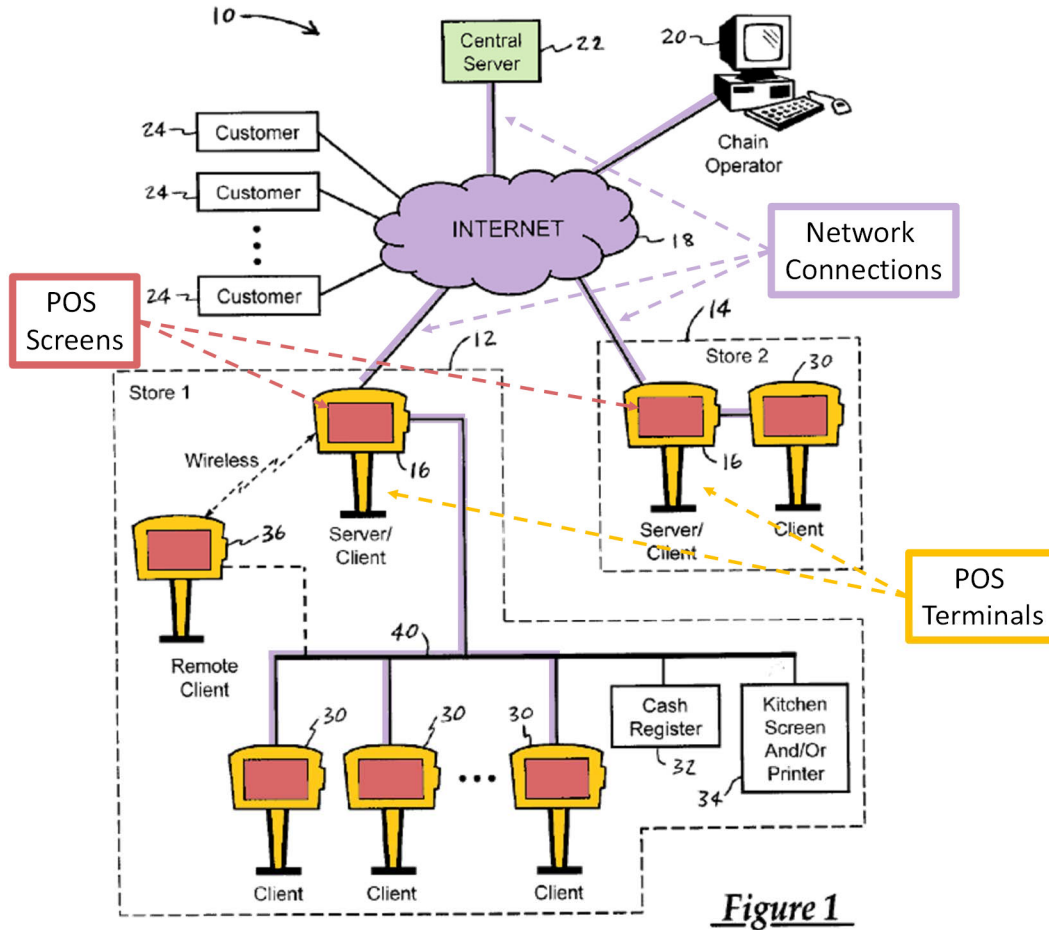 10
Central
Server
22
20
Chain
Operator
24
Customer
24
Customer
24
Customer
INTERNET
18
Network
Connections
POS
Screens
12
14
Store 1
Store 2
30
16
Wireless
16
Server/
Client
Server/
Client
Client
36
Remote
Client
POS
Terminals
40
30
30
30
Cash
Register
32
Kitchen
Screen
And/Or
Printer
34
Client
Client
Client
Figure 1